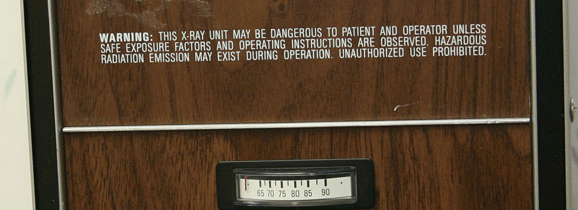 WARNING: THIS X-RAY UNIT MAY BE DANGEROUS TO PATIENT AND OPERATOR UNLESS
SAFE EXPOSURE FACTORS AND OPERATING INSTRUCTIONS ARE OBSERVED. HAZARDOUS
RADIATION EMISSION MAY EXIST DURING OPERATION. UNAUTHORIZED USE PROHIBITED.
65 70 75 80 85 90